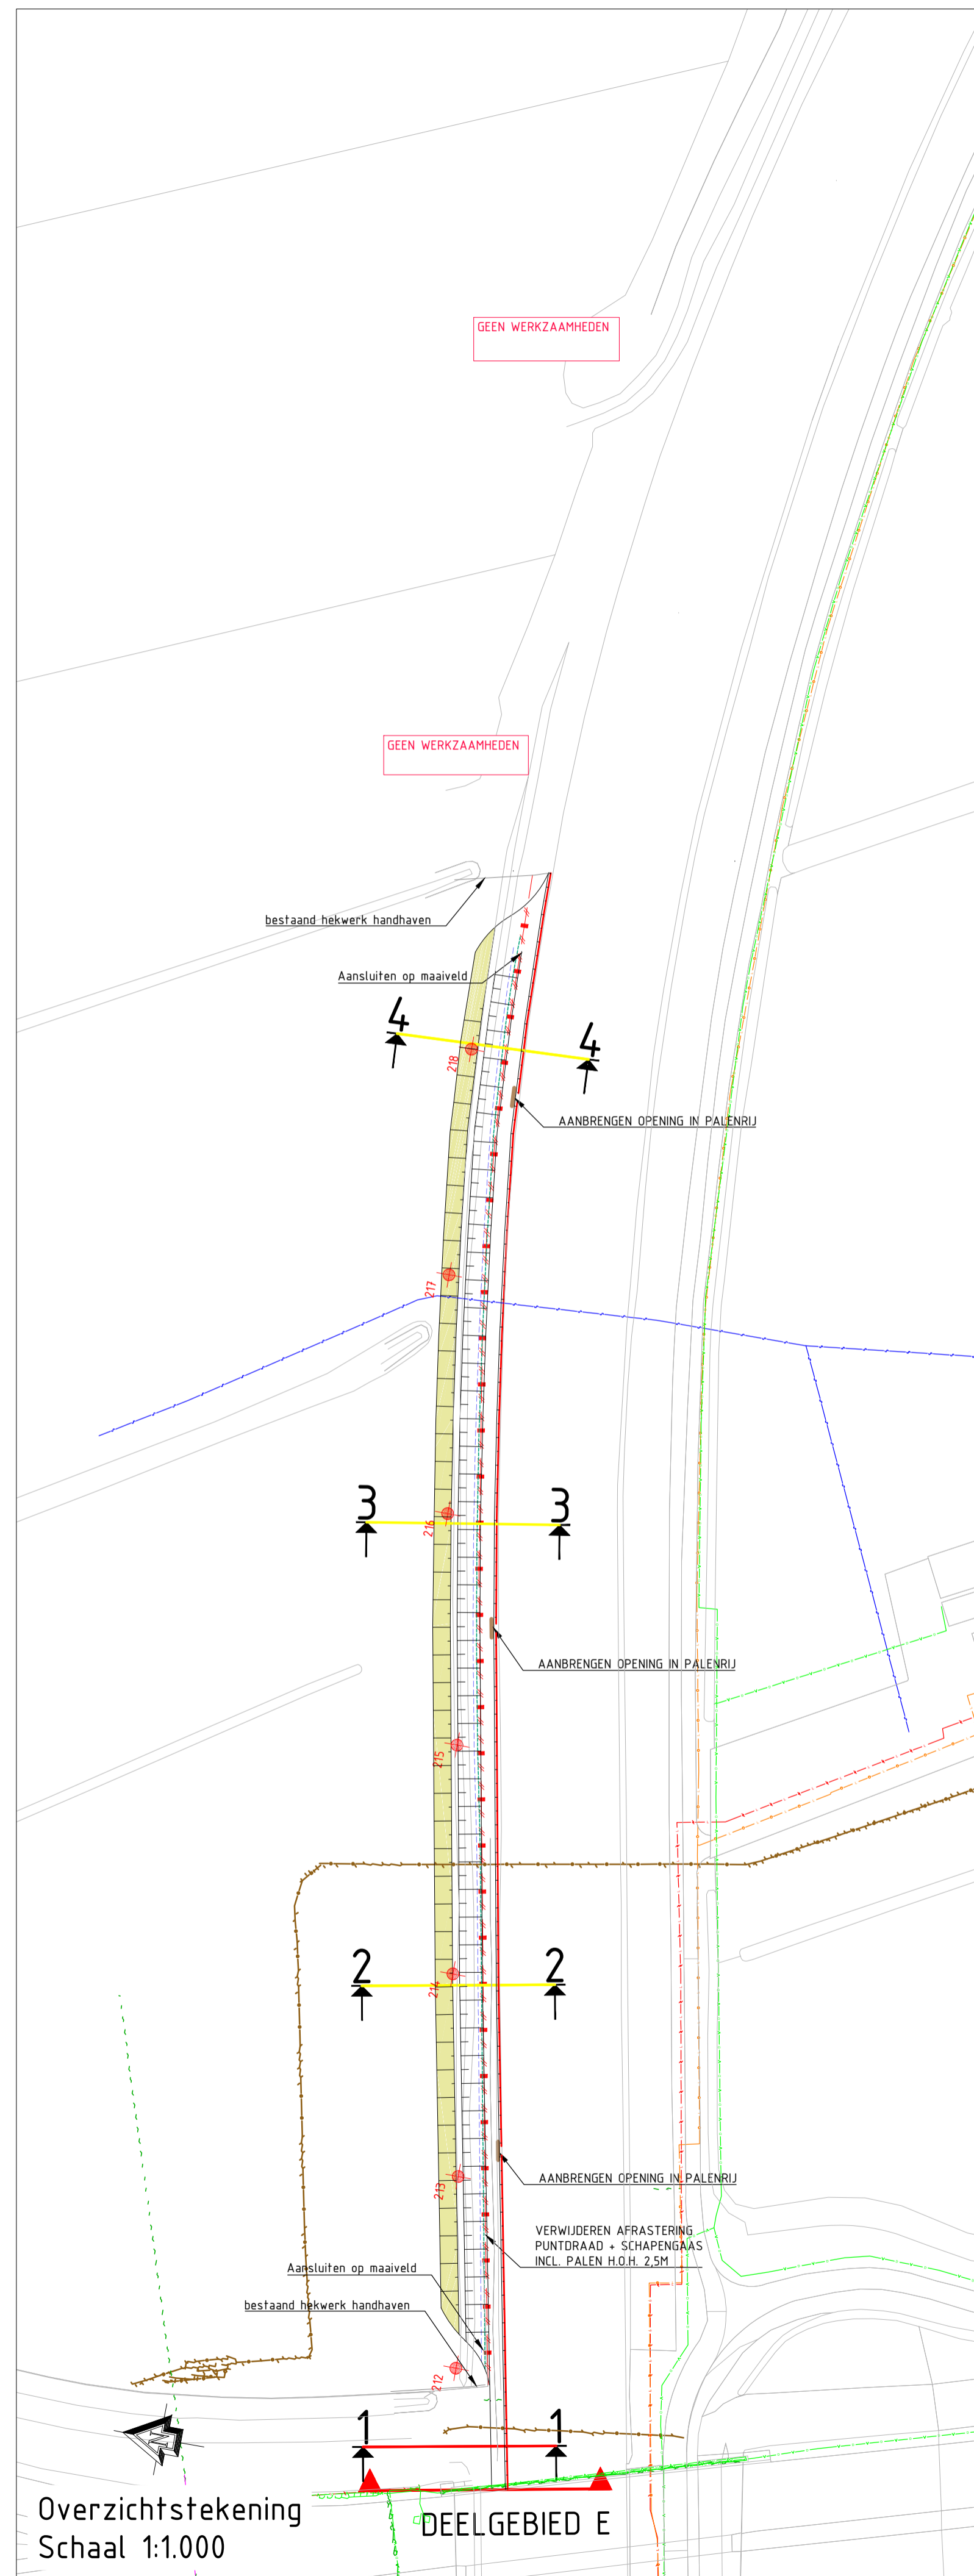 GEEN WERKZAAMHEDEN
GEEN WERKZAAMHEDEN
bestaand hekwerk handhaven
Aansluiten op maaiveld
4
4
218
AANBRENGEN OPENING IN PALENRIJ
217
3
3
216
AANBRENGEN OPENING IN PALENRIJ
215
2
2
214
AANBRENGEN OPENING IN PALENRIJ
213
VERWIJDEREN AFRASTERING
PUNTDRAAD + SCHAPENGAAS
INCL. PALEN H.O.H. 2,5M
Aansluiten op maaiveld
bestaand hekwerk handhaven
212
1
1
N
Overzichtstekening
Schaal 1:1.000
DEELGEBIED E